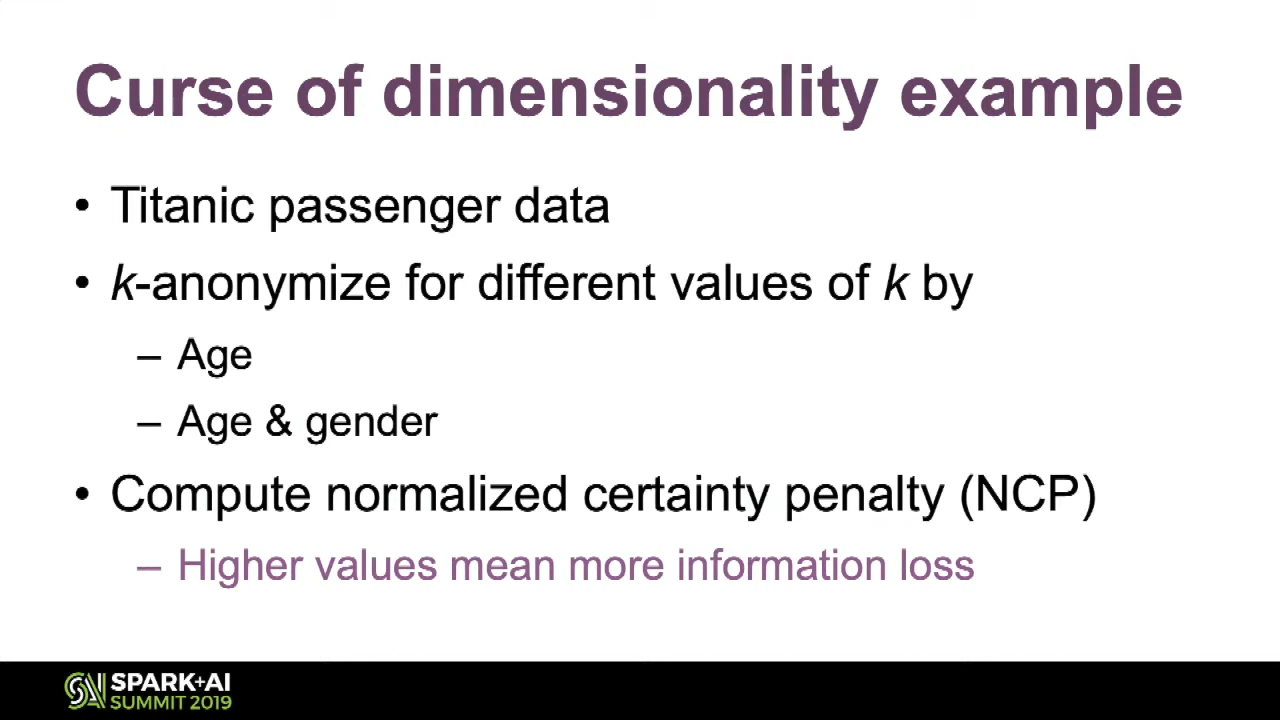 Curse of dimensionality example
• Titanic passenger data
• k-anonymize for different values of k by
– Age
– Age & gender
• Compute normalized certainty penalty (NCP)
– Higher values mean more information loss
SPARK+AI
SUMMIT 2019